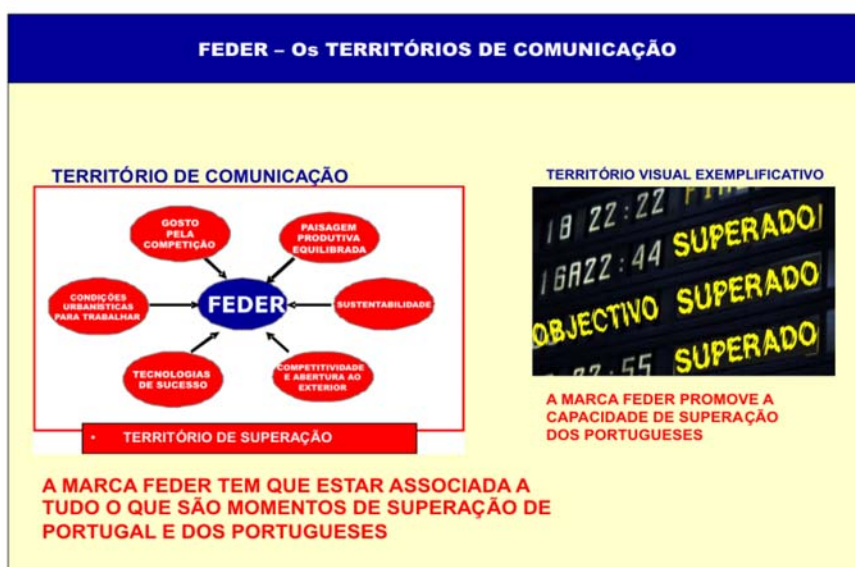 FEDER – Os TERRITÓRIOS DE COMUNICAÇÃO
TERRITÓRIO DE COMUNICAÇÃO
GOSTO
PELA
COMPETIÇÃO
PAISAGEM
PRODUTIVA
EQUILIBRADA
CONDIÇÕES
URBANÍSTICAS
PARA TRABALHAR
FEDER
SUSTENTABILIDADE
TECNOLOGIAS
DE SUCESSO
COMPETITIVIDADE
E ABERTURA AO
EXTERIOR
• TERRITÓRIO DE SUPERAÇÃO
TERRITÓRIO VISUAL EXEMPLIFICATIVO
18 22:22
16A22:44 SUPERADO
OBJECTIVO SUPERADO
:55 SUPERADO
A MARCA FEDER PROMOVE A
CAPACIDADE DE SUPERAÇÃO
DOS PORTUGUESES
A MARCA FEDER TEM QUE ESTAR ASSOCIADA A
TUDO O QUE SÃO MOMENTOS DE SUPERAÇÃO DE
PORTUGAL E DOS PORTUGUESES